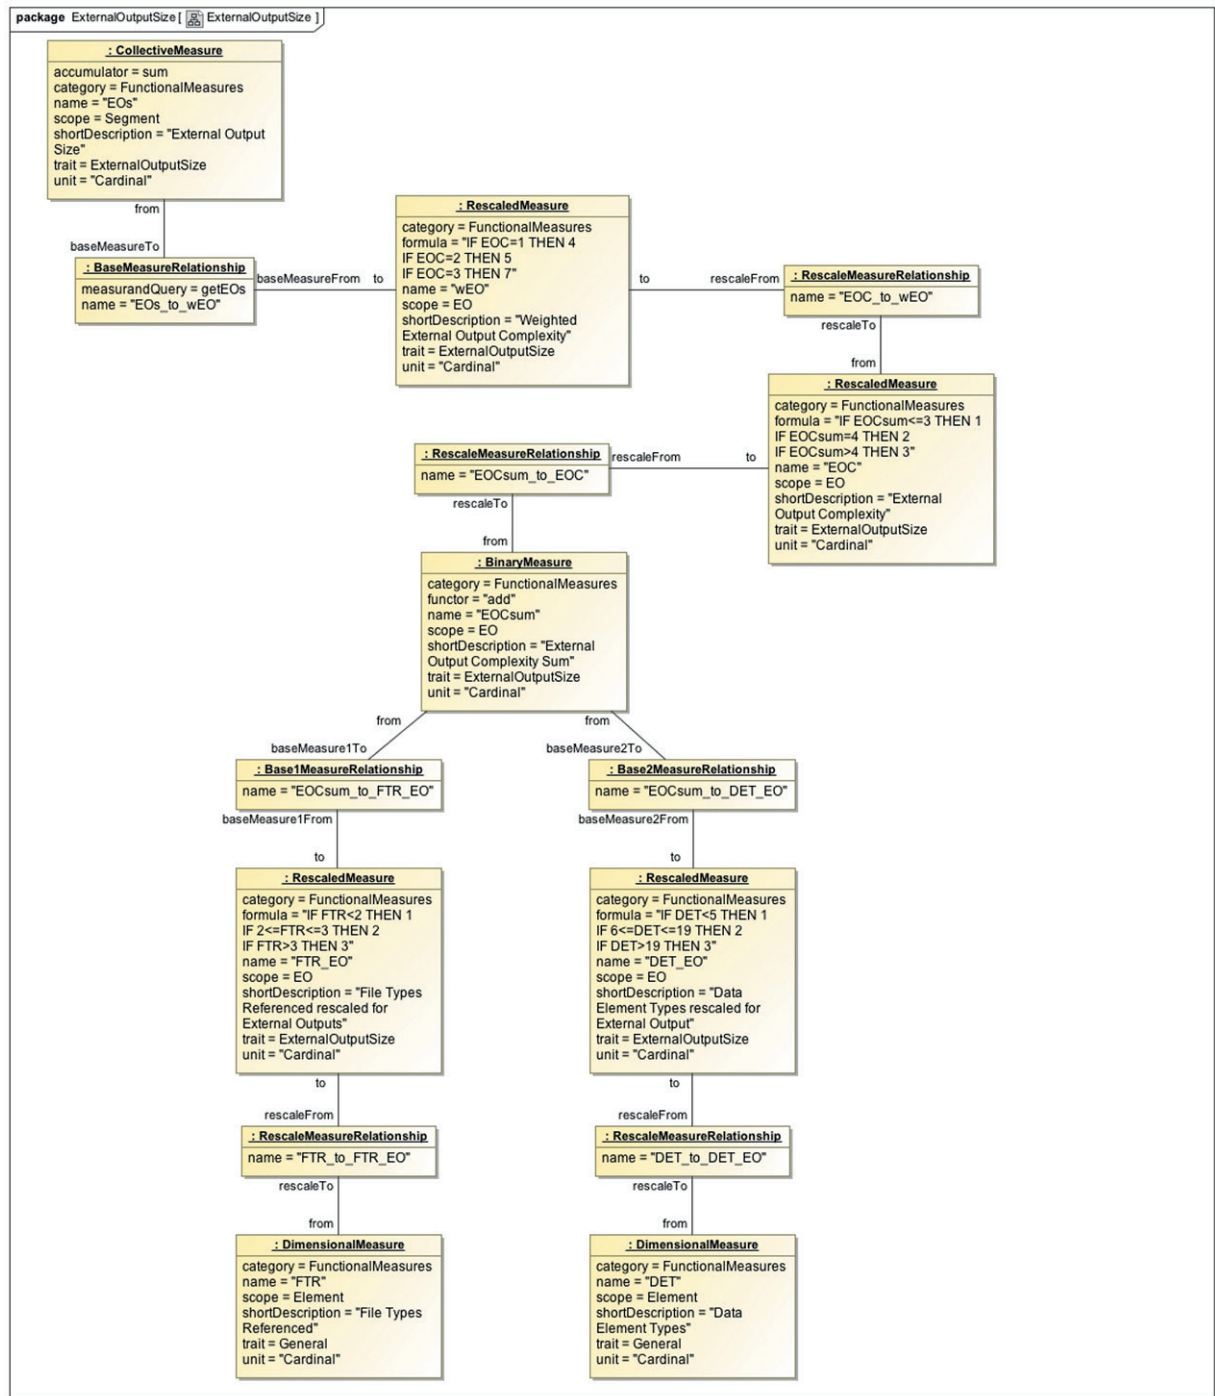 package ExternalOutputSize [ ExternalOutputSize ]
: CollectiveMeasure
accumulator = sum
category = FunctionalMeasures
name = "EOs"
scope = Segment
shortDescription = "External Output
Size"
trait = ExternalOutputSize
unit = "Cardinal"
from
baseMeasureTo
: BaseMeasureRelationship
measurandQuery = getEOs
name = "EOs_to_wEO"
baseMeasureFrom
to
: RescaledMeasure
category = FunctionalMeasures
formula = "IF EOC=1 THEN 4
IF EOC=2 THEN 5
IF EOC=3 THEN 7"
name = "wEO"
scope = EO
shortDescription = "Weighted
External Output Complexity"
trait = ExternalOutputSize
unit = "Cardinal"
to
rescaleFrom
: RescaleMeasureRelationship
name = "EOC_to_wEO"
rescaleTo
from
: RescaledMeasure
category = FunctionalMeasures
formula = "IF EOCsum<=3 THEN 1
IF EOCsum=4 THEN 2
IF EOCsum>4 THEN 3"
name = "EOC"
scope = EO
shortDescription = "External
Output Complexity"
trait = ExternalOutputSize
unit = "Cardinal"
to
rescaleFrom
: RescaleMeasureRelationship
name = "EOCsum_to_EOC"
rescaleTo
from
: BinaryMeasure
category = FunctionalMeasures
functor = "add"
name = "EOCsum"
scope = EO
shortDescription = "External
Output Complexity Sum"
trait = ExternalOutputSize
unit = "Cardinal"
from
baseMeasure1To
: Base1MeasureRelationship
name = "EOCsum_to_FTR_EO"
baseMeasure1From
to
: RescaledMeasure
category = FunctionalMeasures
formula = "IF FTR<2 THEN 1
IF 2<=FTR<=3 THEN 2
IF FTR>3 THEN 3"
name = "FTR_EO"
scope = EO
shortDescription = "File Types
Referenced rescaled for
External Outputs"
trait = ExternalOutputSize
unit = "Cardinal"
to
rescaleFrom
: RescaleMeasureRelationship
name = "FTR_to_FTR_EO"
rescaleTo
from
: DimensionalMeasure
category = FunctionalMeasures
name = "FTR"
scope = Element
shortDescription = "File Types
Referenced"
trait = General
unit = "Cardinal"
from
baseMeasure2To
: Base2MeasureRelationship
name = "EOCsum_to_DET_EO"
baseMeasure2From
to
: RescaledMeasure
category = FunctionalMeasures
formula = "IF DET<5 THEN 1
IF 6<=DET<=19 THEN 2
IF DET>19 THEN 3"
name = "DET_EO"
scope = EO
shortDescription = "Data
Element Types rescaled for
External Output"
trait = ExternalOutputSize
unit = "Cardinal"
to
rescaleFrom
: RescaleMeasureRelationship
name = "DET_to_DET_EO"
rescaleTo
from
: DimensionalMeasure
category = FunctionalMeasures
name = "DET"
scope = Element
shortDescription = "Data
Element Types"
trait = General
unit = "Cardinal"